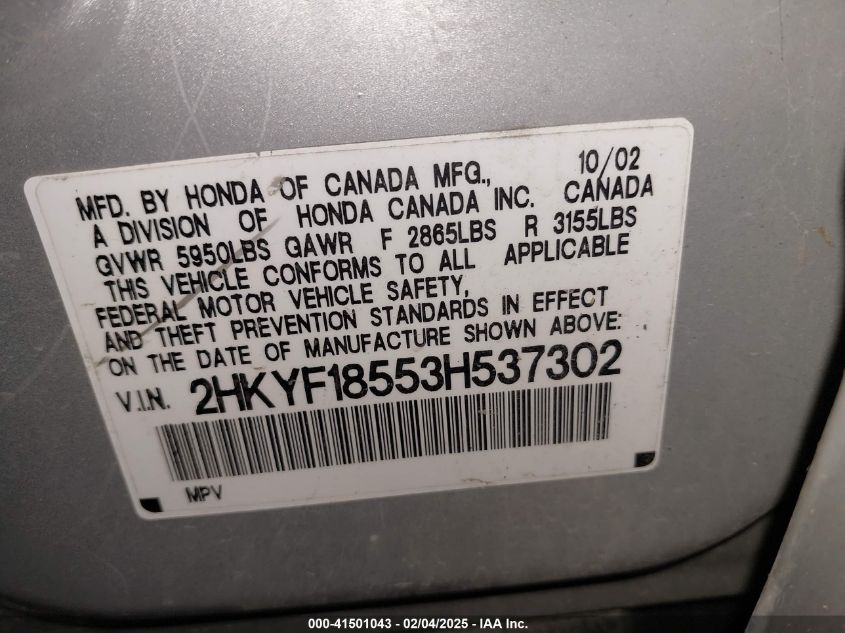 MFD. BY HONDA OF CANADA MFG., 10/02
A DIVISION OF HONDA CANADA INC. CANADA
GVWR 5950LBS GAWR F 2865LBS R 3155LBS
THIS VEHICLE CONFORMS TO ALL APPLICABLE
FEDERAL MOTOR VEHICLE SAFETY,
AND THEFT PREVENTION STANDARDS IN EFFECT
ON THE DATE OF MANUFACTURE SHOWN ABOVE:
V.I.N. 2HKYF18553H537302
MPV
000-41501043 - 02/04/2025 - IAA Inc.